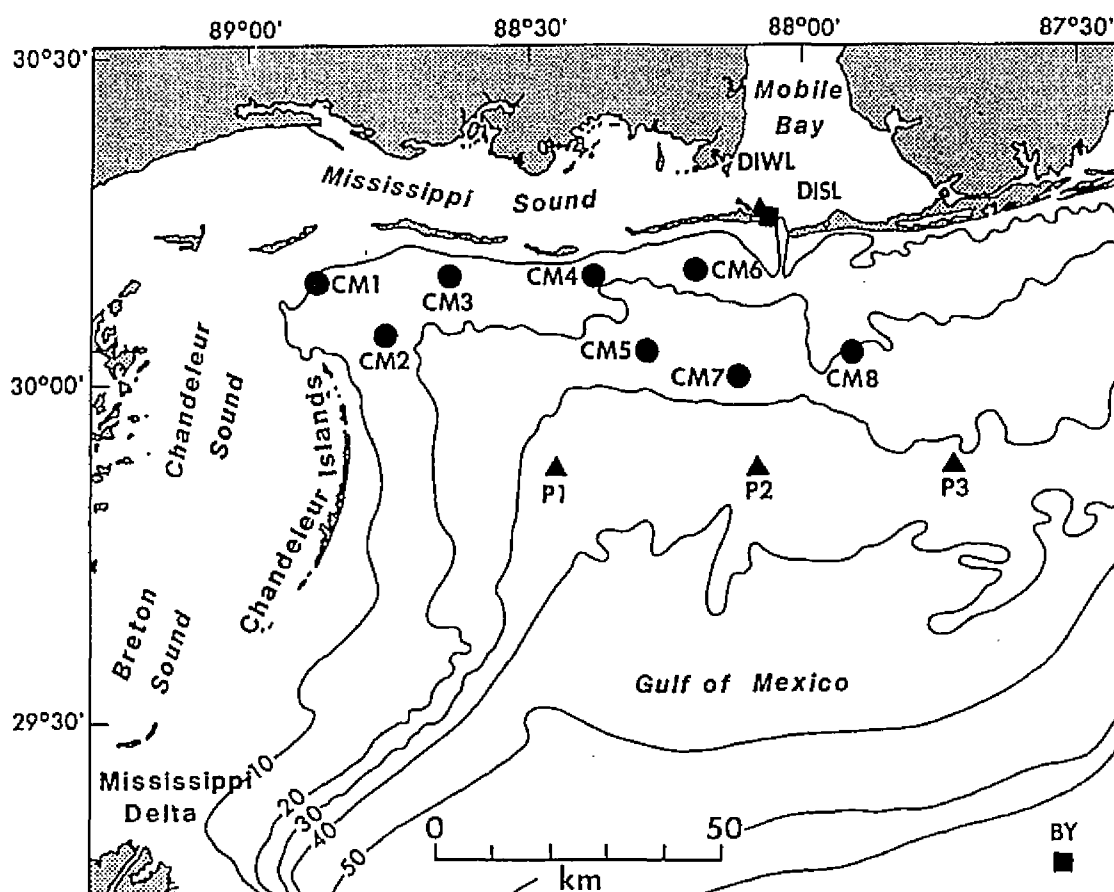 89°00'
88°30'
88°00'
87°30'
30°30'
Mobile
Bay
DIWL
DISL
Mississippi Sound
CM1
CM3
CM4
CM6
CM2
CM5
CM7
CM8
30°00'
Chandeleur
Sound
Chandeleur Islands
P1
P2
P3
Breton
Sound
Gulf of Mexico
29°30'
Mississippi
Delta
10
20
30
40
50
0 50
km
BY